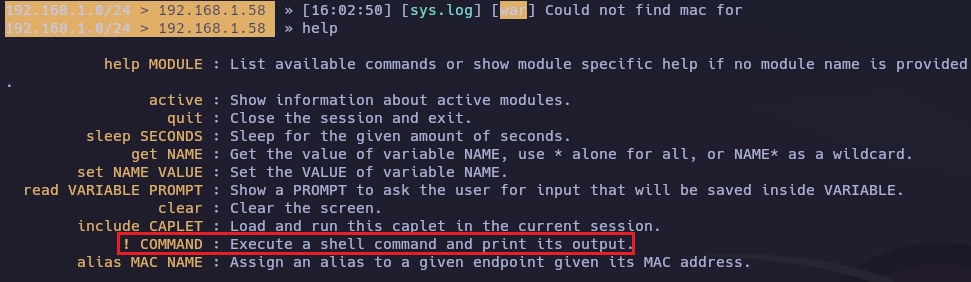 192.168.1.0/24 > 192.168.1.58 » [16:02:50] [sys.log] [war] Could not find mac for
192.168.1.0/24 > 192.168.1.58 » help
help MODULE : List available commands or show module specific help if no module name is provided
.
active : Show information about active modules.
quit : Close the session and exit.
sleep SECONDS : Sleep for the given amount of seconds.
get NAME : Get the value of variable NAME, use * alone for all, or NAME* as a wildcard.
set NAME VALUE : Set the VALUE of variable NAME.
read VARIABLE PROMPT : Show a PROMPT to ask the user for input that will be saved inside VARIABLE.
clear : Clear the screen.
include CAPLET : Load and run this caplet in the current session.
! COMMAND : Execute a shell command and print its output.
alias MAC NAME : Assign an alias to a given endpoint given its MAC address.